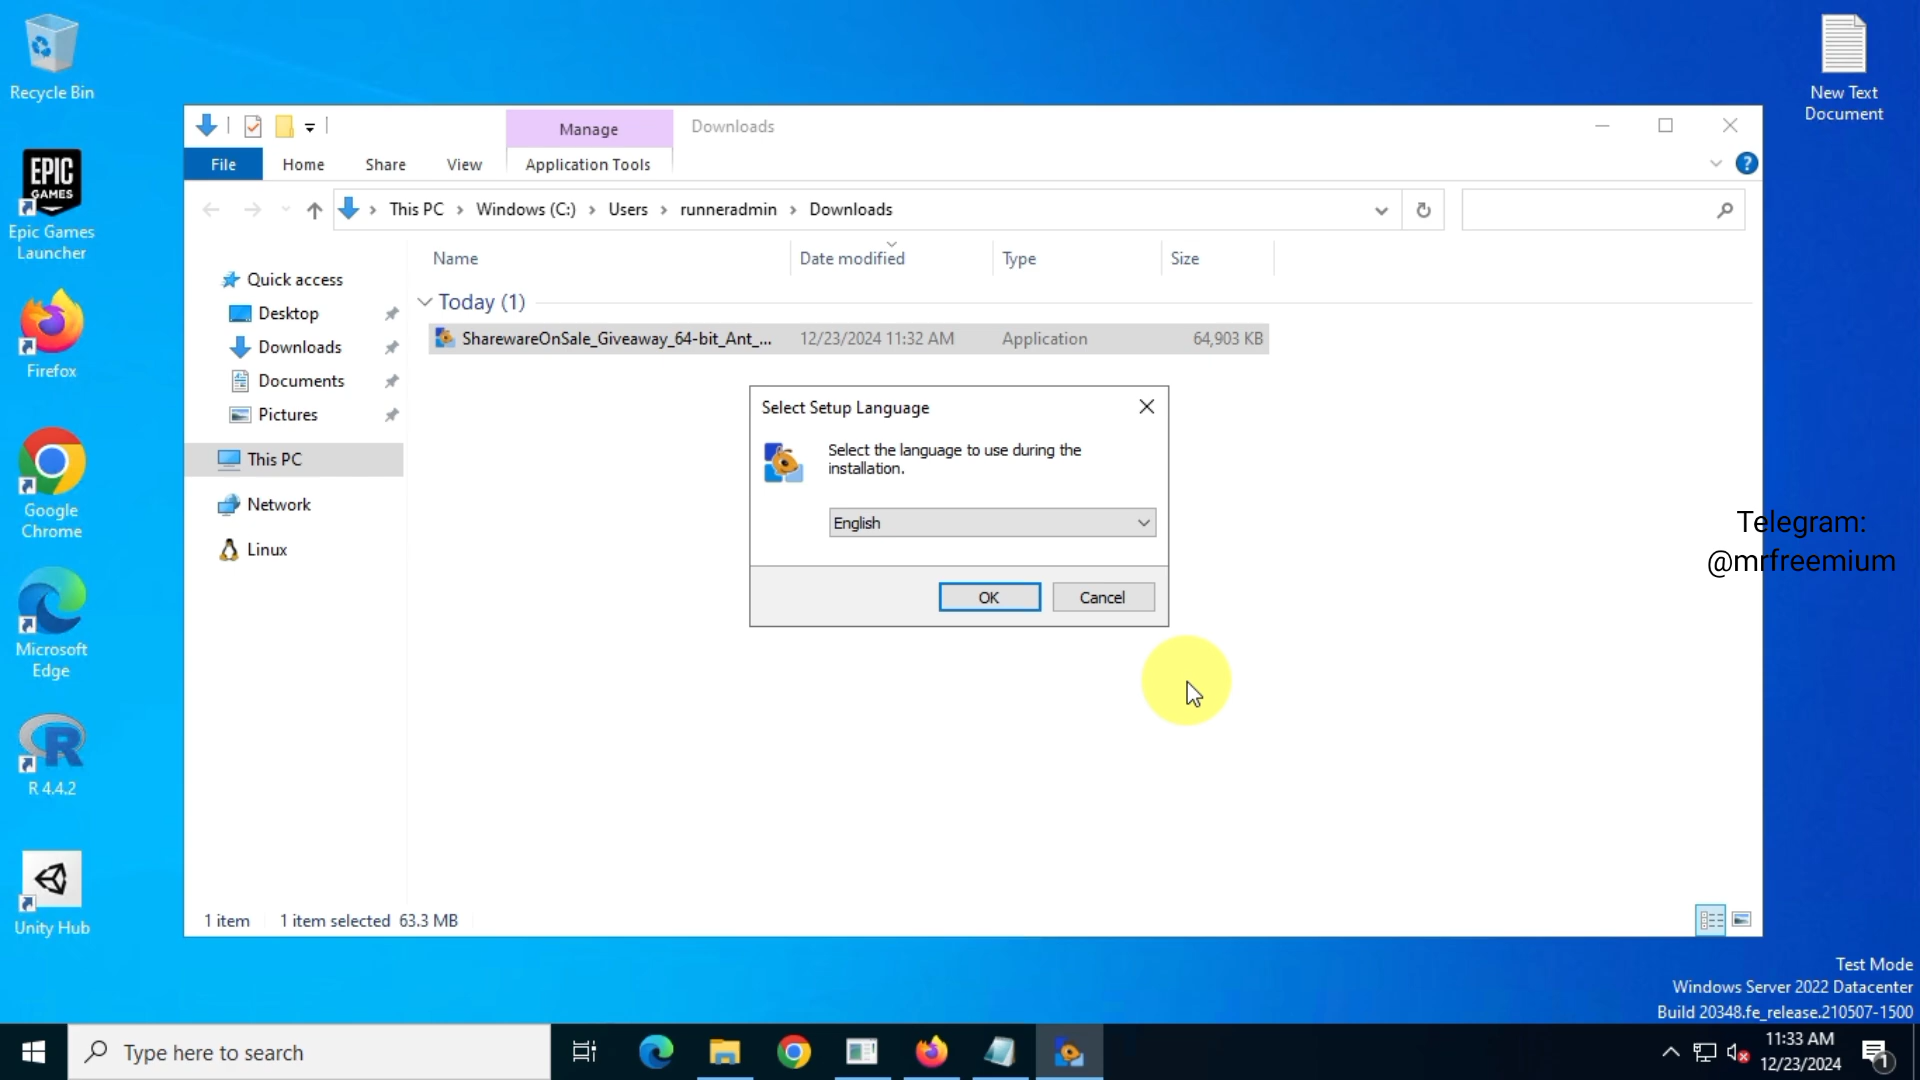 Recycle Bin
EPIC GAMES
Epic Games Launcher
Firefox
Google Chrome
Microsoft Edge
R 4.4.2
Unity Hub
New Text Document
Manage
Downloads
File
Home
Share
View
Application Tools
?
This PC > Windows (C:) > Users > runneradmin > Downloads
Quick access
Desktop
Downloads
Documents
Pictures
This PC
Network
Linux
Name
Date modified
Type
Size
Today (1)
SharewareOnSale_Giveaway_64-bit_Ant_...
12/23/2024 11:32 AM
Application
64,903 KB
Select Setup Language
Select the language to use during the
installation.
English
OK
Cancel
Telegram:
@mrfreemium
1 item
1 item selected 63.3 MB
Test Mode
Windows Server 2022 Datacenter
Build 20348.fe_release.210507-1500
Type here to search
11:33 AM
12/23/2024
1